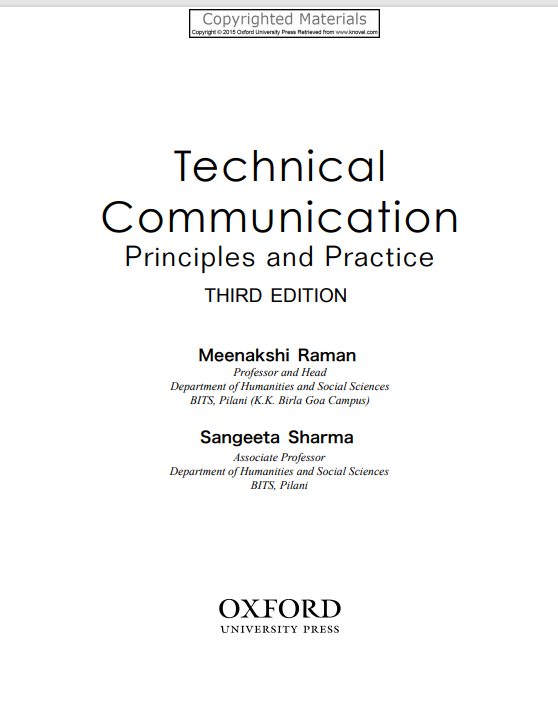 Copyrighted Materials
Copyright © 2015 Oxford University Press Retrieved from www.knovel.com
Technical
Communication
Principles and Practice
THIRD EDITION
Meenakshi Raman
Professor and Head
Department of Humanities and Social Sciences
BITS, Pilani (K.K. Birla Goa Campus)
Sangeeta Sharma
Associate Professor
Department of Humanities and Social Sciences
BITS, Pilani
OXFORD
UNIVERSITY PRESS